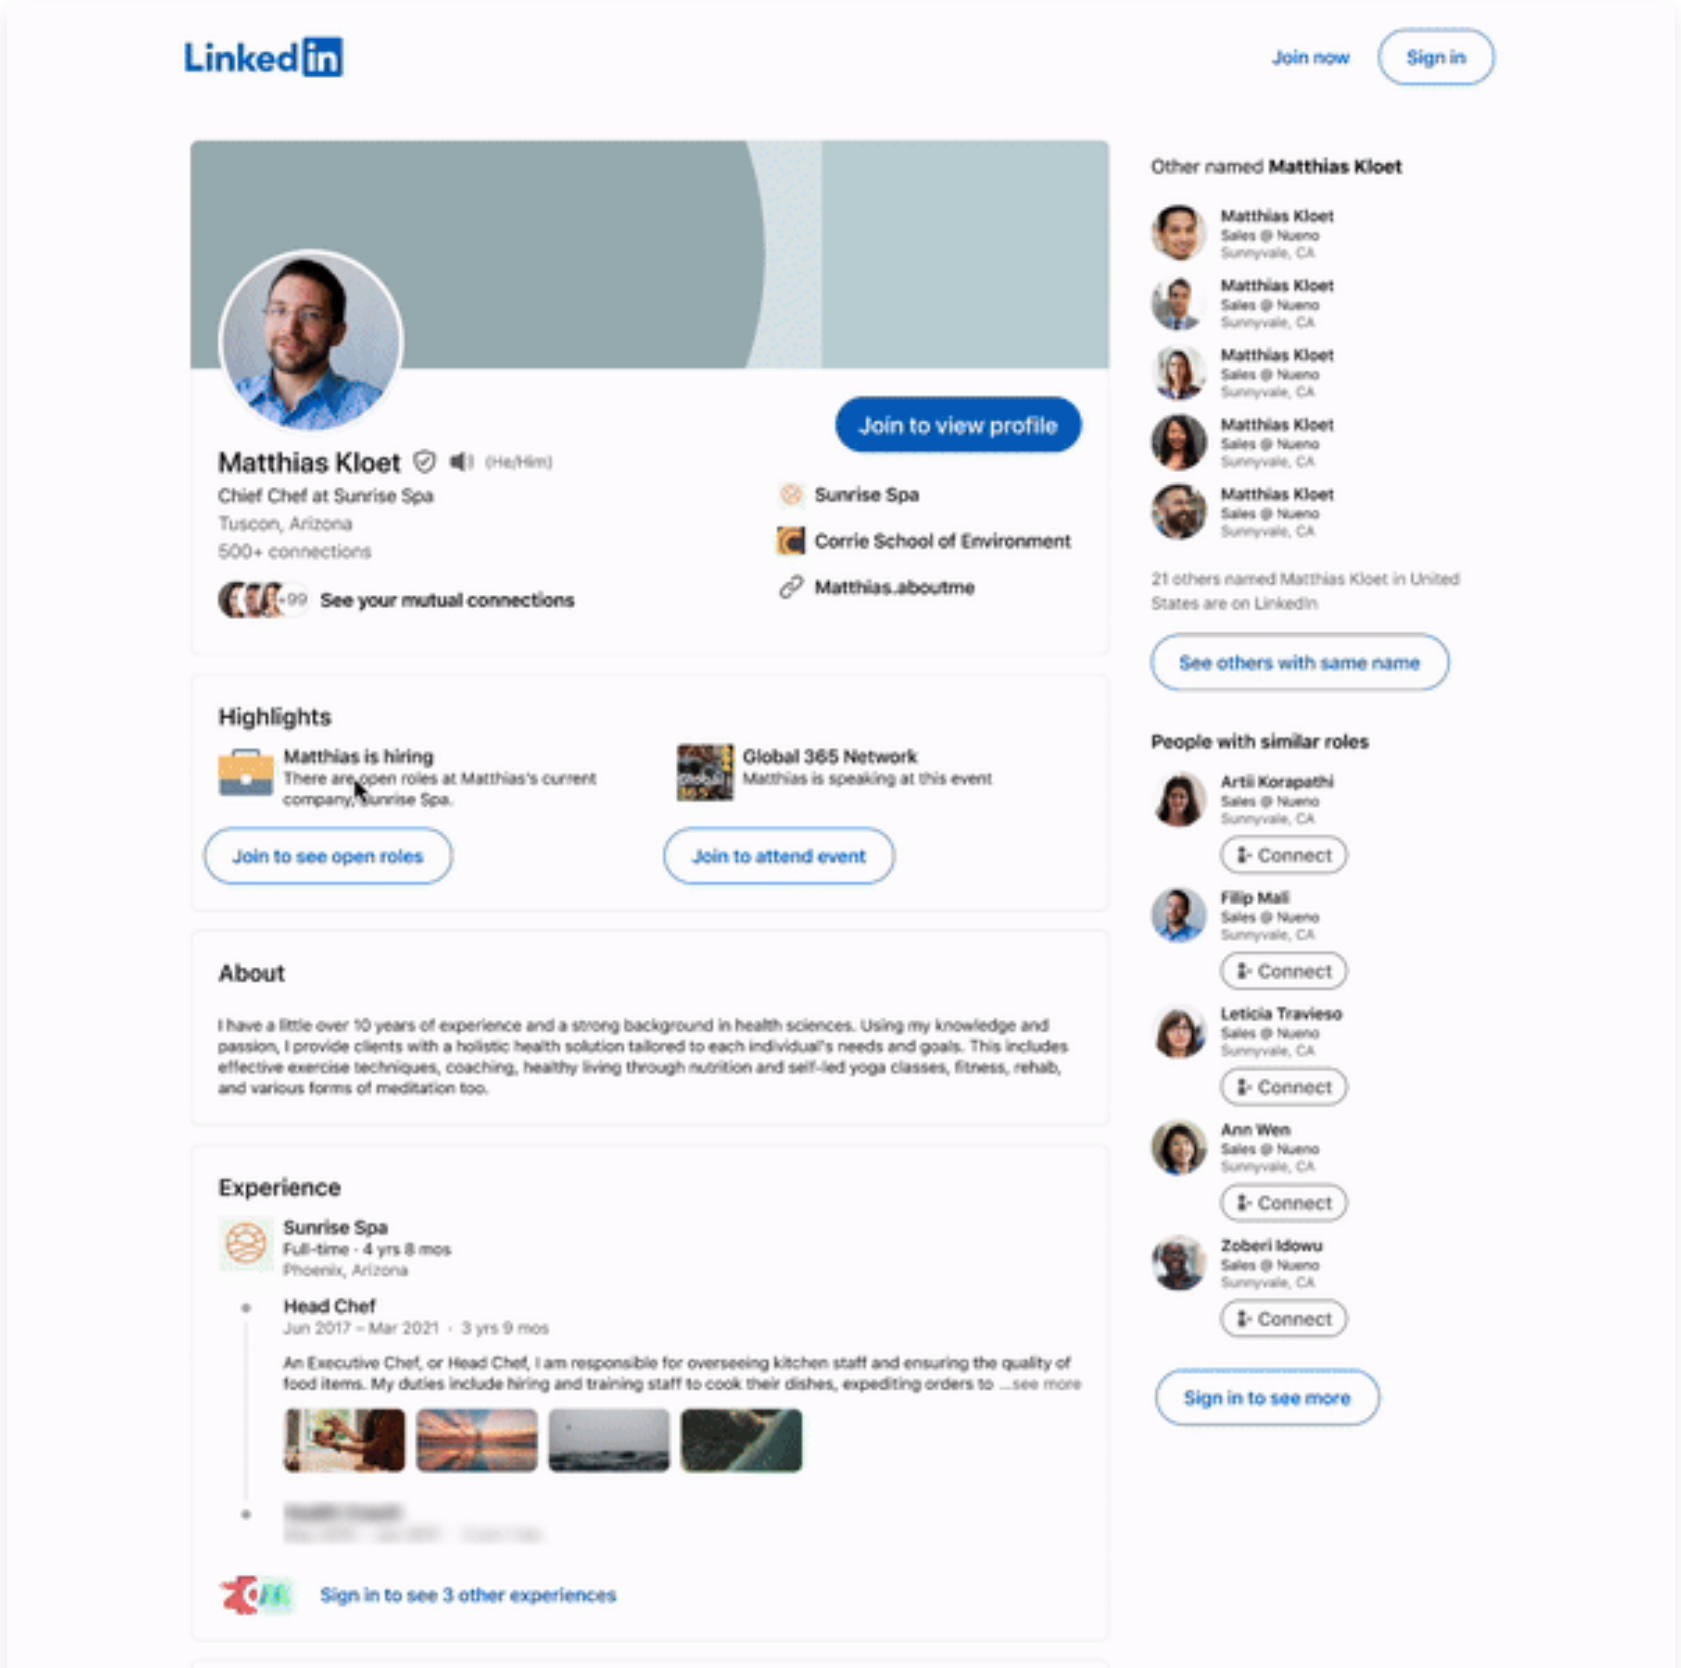 Linked in
Join now
Sign in
Join to view profile
Matthias Kloet (He/Him)
Chief Chef at Sunrise Spa
Tuscon, Arizona
500+ connections
+99 See your mutual connections
Sunrise Spa
Corrie School of Environment
Matthias.aboutme
Highlights
Matthias is hiring
There are open roles at Matthias's current
company, Sunrise Spa.
Join to see open roles
Global 365
Global 365 Network
Matthias is speaking at this event
Join to attend event
About
I have a little over 10 years of experience and a strong background in health sciences. Using my knowledge and
passion, I provide clients with a holistic health solution tailored to each individual's needs and goals. This includes
effective exercise techniques, coaching, healthy living through nutrition and self-led yoga classes, fitness, rehab,
and various forms of meditation too.
Experience
Sunrise Spa
Full-time · 4 yrs 8 mos
Phoenix, Arizona
Head Chef
Jun 2017 – Mar 2021 · 3 yrs 9 mos
An Executive Chef, or Head Chef, I am responsible for overseeing kitchen staff and ensuring the quality of
food items. My duties include hiring and training staff to cook their dishes, expediting orders to ...see more
Sign in to see 3 other experiences
Other named Matthias Kloet
Matthias Kloet
Sales @ Nueno
Sunnyvale, CA
Matthias Kloet
Sales @ Nueno
Sunnyvale, CA
Matthias Kloet
Sales @ Nueno
Sunnyvale, CA
Matthias Kloet
Sales @ Nueno
Sunnyvale, CA
Matthias Kloet
Sales @ Nueno
Sunnyvale, CA
21 others named Matthias Kloet in United
States are on LinkedIn
See others with same name
People with similar roles
Artii Korapathi
Sales @ Nueno
Sunnyvale, CA
Connect
Filip Mali
Sales @ Nueno
Sunnyvale, CA
Connect
Leticia Travieso
Sales @ Nueno
Sunnyvale, CA
Connect
Ann Wen
Sales @ Nueno
Sunnyvale, CA
Connect
Zoberi Idowu
Sales @ Nueno
Sunnyvale, CA
Connect
Sign in to see more